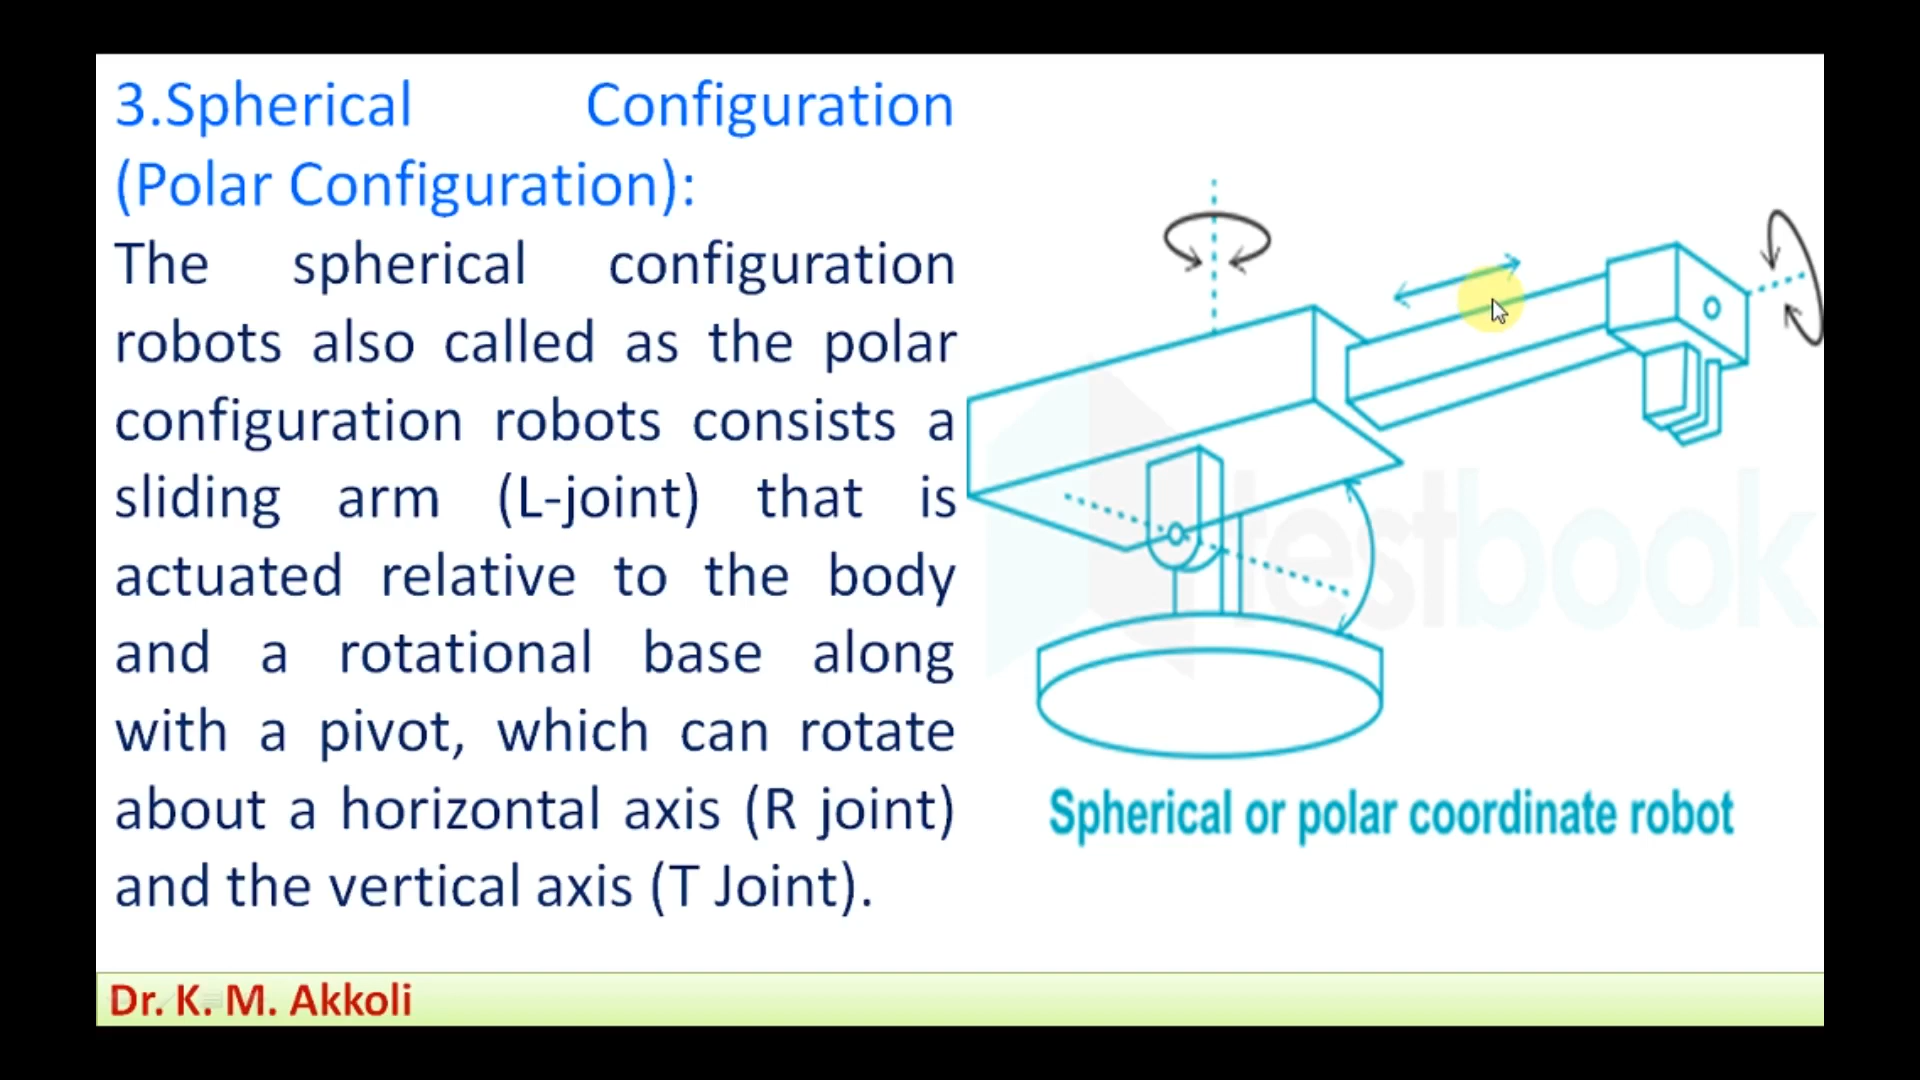 3.Spherical Configuration
(Polar Configuration):
The spherical configuration
robots also called as the polar
configuration robots consists a
sliding arm (L-joint) that is
actuated relative to the body
and a rotational base along
with a pivot, which can rotate
about a horizontal axis (R joint)
and the vertical axis (T Joint).
testbook
Spherical or polar coordinate robot
Dr. K. M. Akkoli